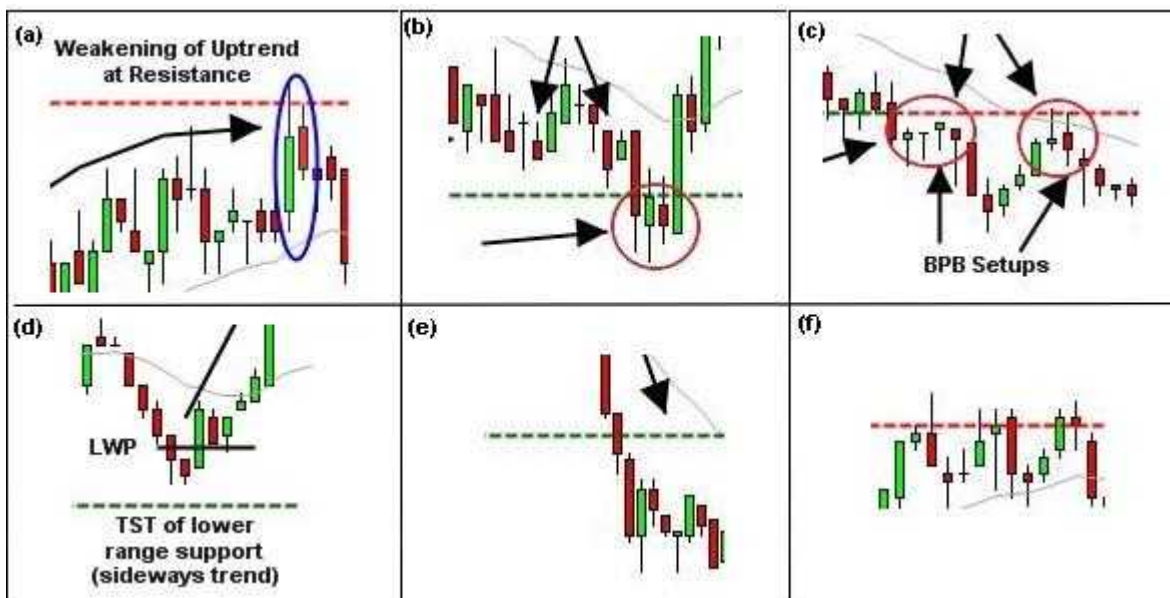 (a)
Weakening of Uptrend
at Resistance
(b)
(c)
BPB Setups
(d)
LWP
TST of lower
range support
(sideways trend)
(e)
(f)